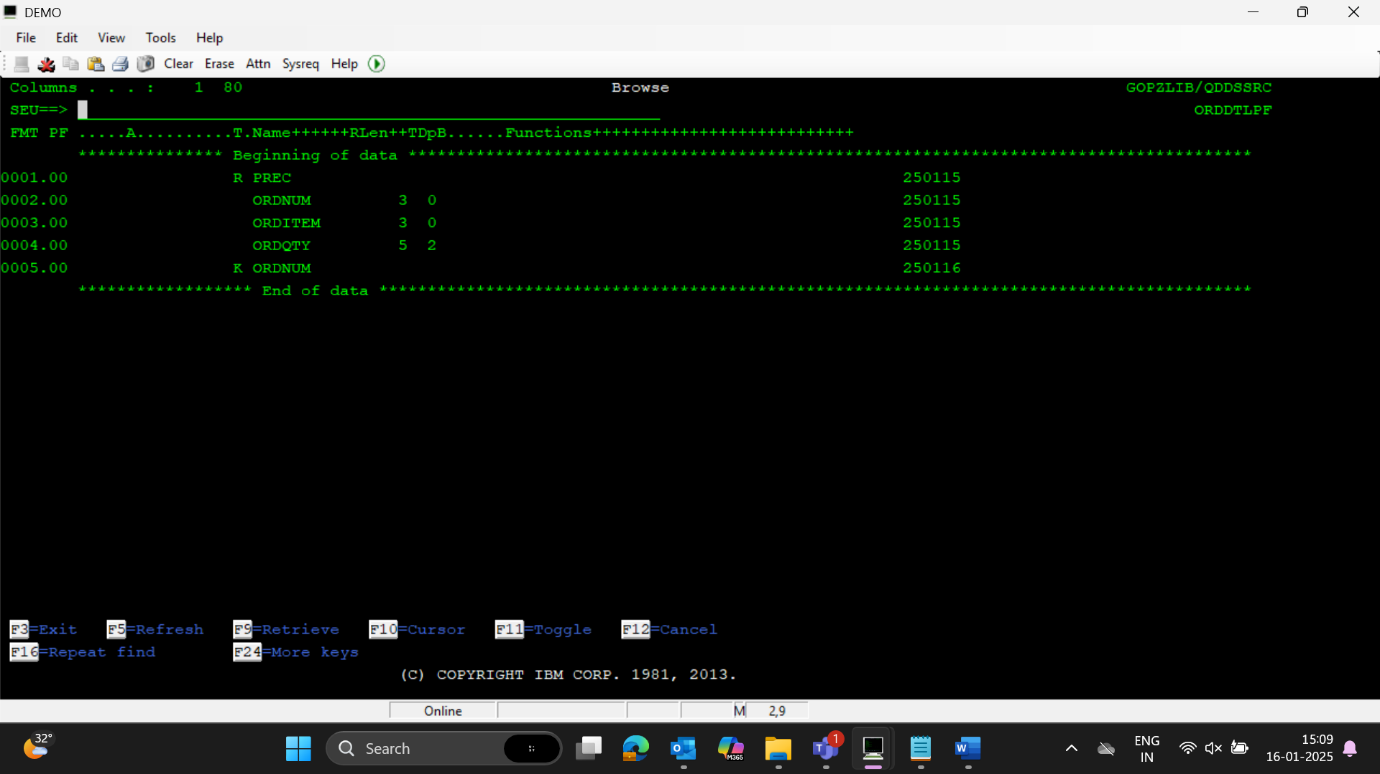 DEMO
File Edit View Tools Help
Clear Erase Attn Sysreq Help
Columns . . . : 1 80 Browse GOPZLIB/QDDSSRC
SEU==> ORDDTLPF
FMT PF .....A..........T.Name++++++RLen++TDpB......Functions+++++++++++++++++++++++++++
*************** Beginning of data ****************************************************************************************
0001.00 R PREC 250115
0002.00 ORDNUM 3 0 250115
0003.00 ORDITEM 3 0 250115
0004.00 ORDQTY 5 2 250115
0005.00 K ORDNUM 250116
****************** End of data *******************************************************************************************
F3=Exit F5=Refresh F9=Retrieve F10=Cursor F11=Toggle F12=Cancel
F16=Repeat find F24=More keys
(C) COPYRIGHT IBM CORP. 1981, 2013.
Online M 2,9
32° Search M365 1 ENG IN 15:09 16-01-2025